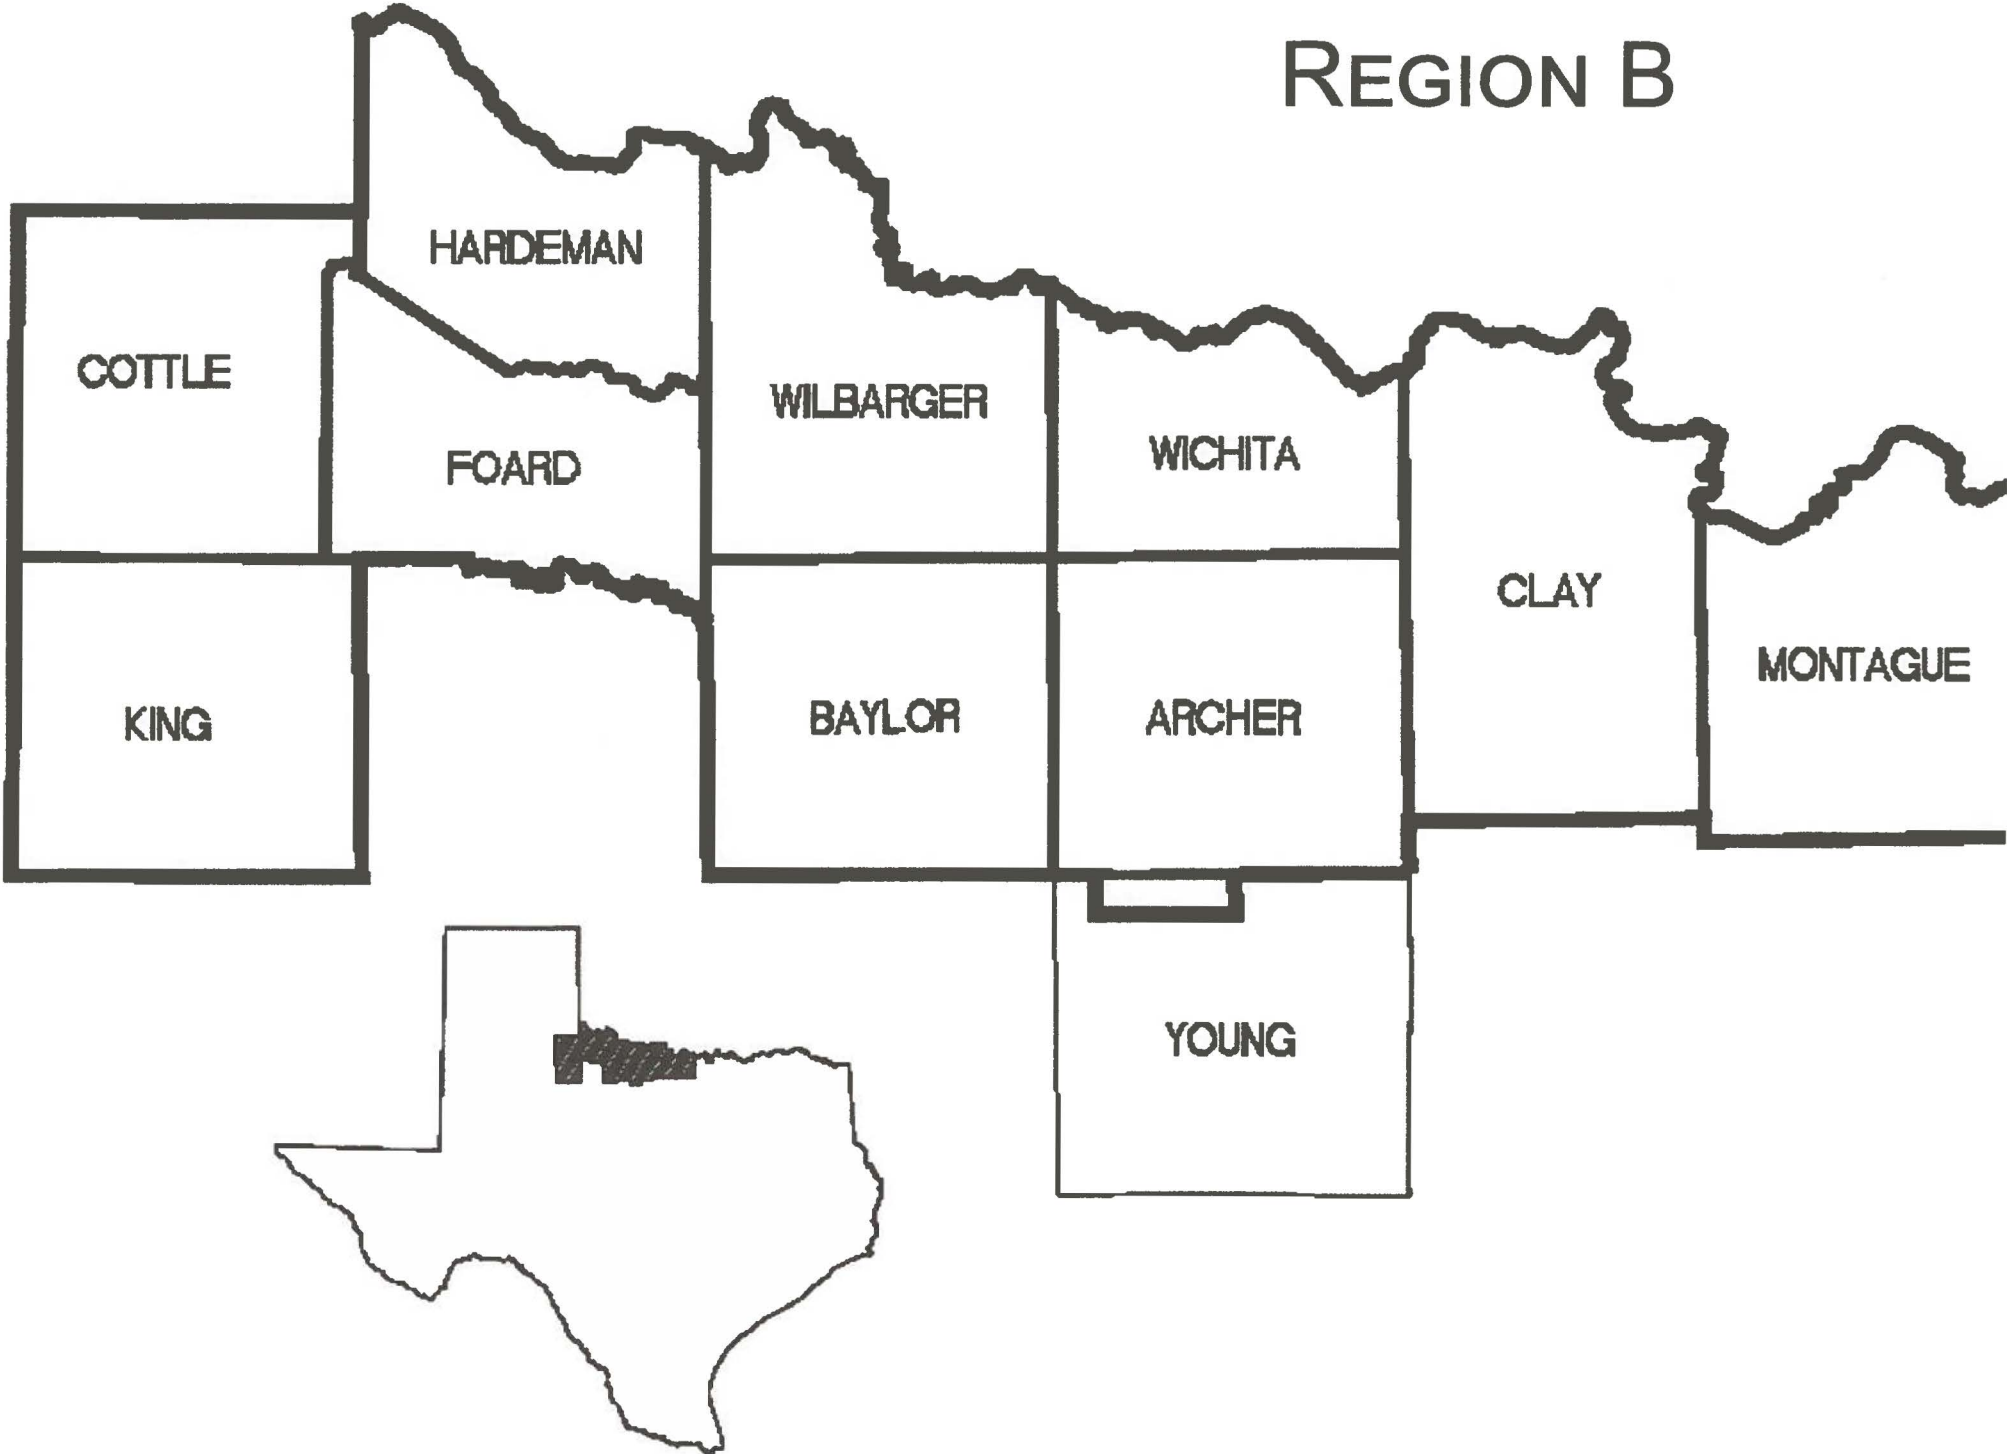 REGION B
HARDEMAN
COTTLE
WILBARGER
FOARD
WICHITA
CLAY
MONTAGUE
KING
BAYLOR
ARCHER
YOUNG